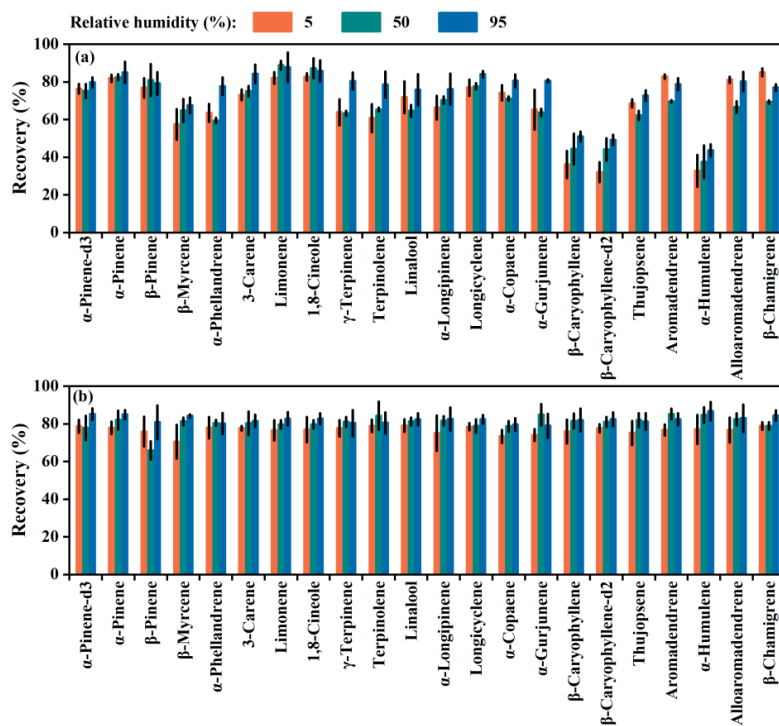 Relative humidity (%): 5 50 95
(a)
Recovery (%)
100
80
60
40
20
0
α-Pinene-d3
α-Pinene
β-Pinene
β-Myrcene
α-Phellandrene
3-Carene
Limonene
1,8-Cineole
γ-Terpinene
Terpinolene
Linalool
α-Longipinene
Longicyclene
α-Copaene
α-Gurjunene
β-Caryophyllene
β-Caryophyllene-d2
Thujopsene
Aromadendrene
α-Humulene
Alloaromadendrene
β-Chamigrene
(b)
Recovery (%)
100
80
60
40
20
0
α-Pinene-d3
α-Pinene
β-Pinene
β-Myrcene
α-Phellandrene
3-Carene
Limonene
1,8-Cineole
γ-Terpinene
Terpinolene
Linalool
α-Longipinene
Longicyclene
α-Copaene
α-Gurjunene
β-Caryophyllene
β-Caryophyllene-d2
Thujopsene
Aromadendrene
α-Humulene
Alloaromadendrene
β-Chamigrene